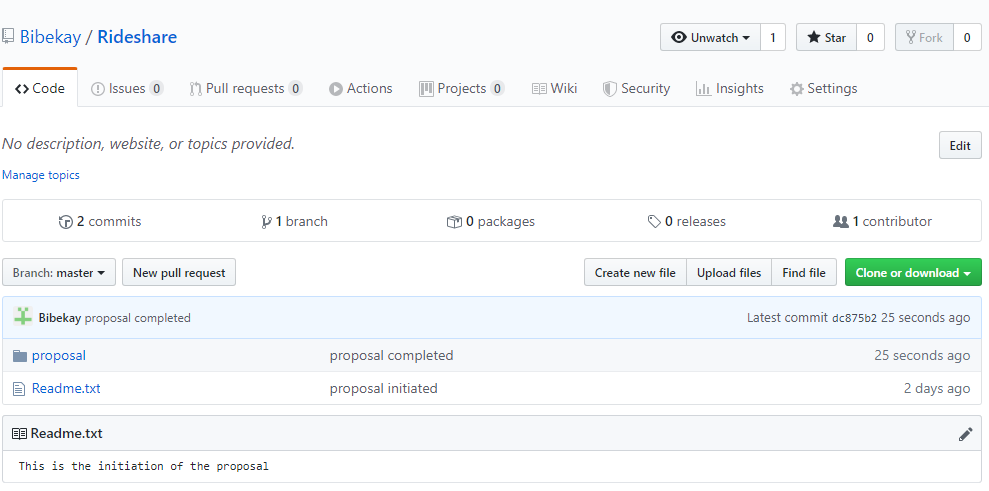 Bibekay / Rideshare Unwatch 1 Star 0 Fork 0
Code Issues 0 Pull requests 0 Actions Projects 0 Wiki Security Insights Settings
No description, website, or topics provided. Edit
Manage topics
2 commits 1 branch 0 packages 0 releases 1 contributor
Branch: master New pull request Create new file Upload files Find file Clone or download
Bibekay proposal completed Latest commit dc875b2 25 seconds ago
proposal proposal completed 25 seconds ago
Readme.txt proposal initiated 2 days ago
Readme.txt
This is the initiation of the proposal